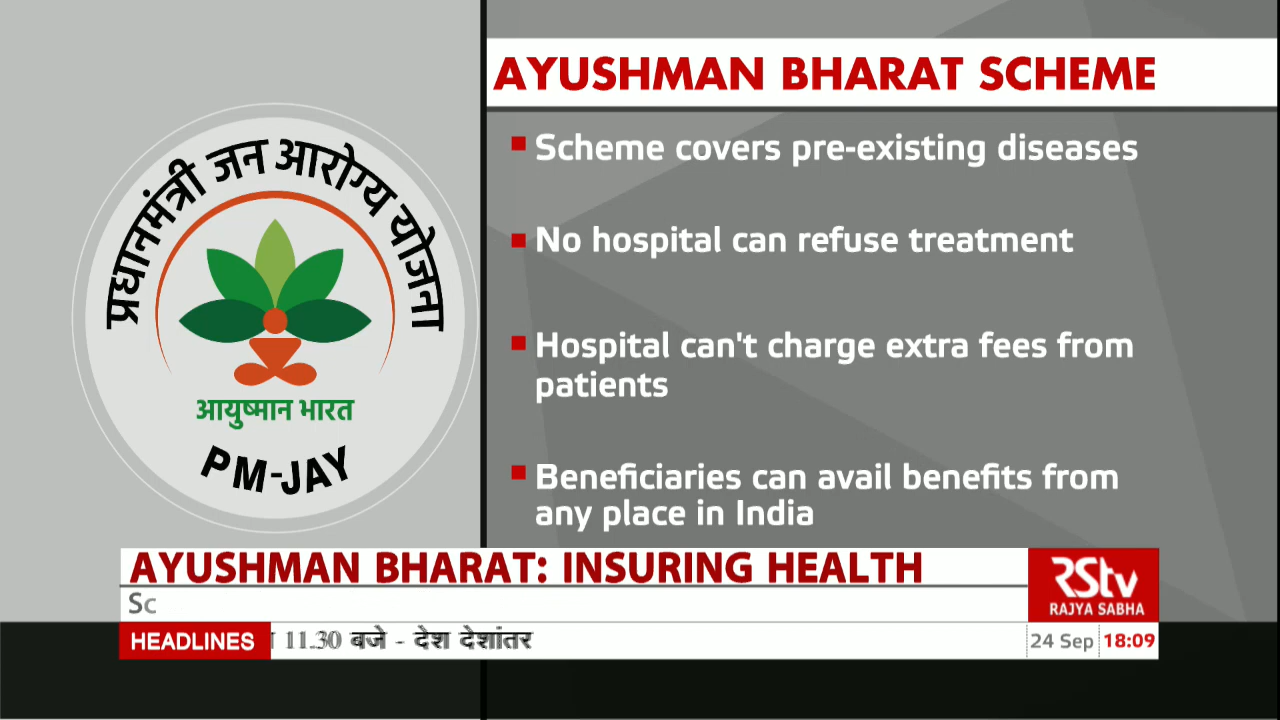 प्रधानमंत्री जन आरोग्य योजना
आयुष्मान भारत
PM-JAY
AYUSHMAN BHARAT SCHEME
Scheme covers pre-existing diseases
No hospital can refuse treatment
Hospital can't charge extra fees from
patients
Beneficiaries can avail benefits from
any place in India
AYUSHMAN BHARAT: INSURING HEALTH
Sc
RSTV
RAJYA SABHA
HEADLINES
11.30 बजे - देश देशांतर
24 Sep
18:09